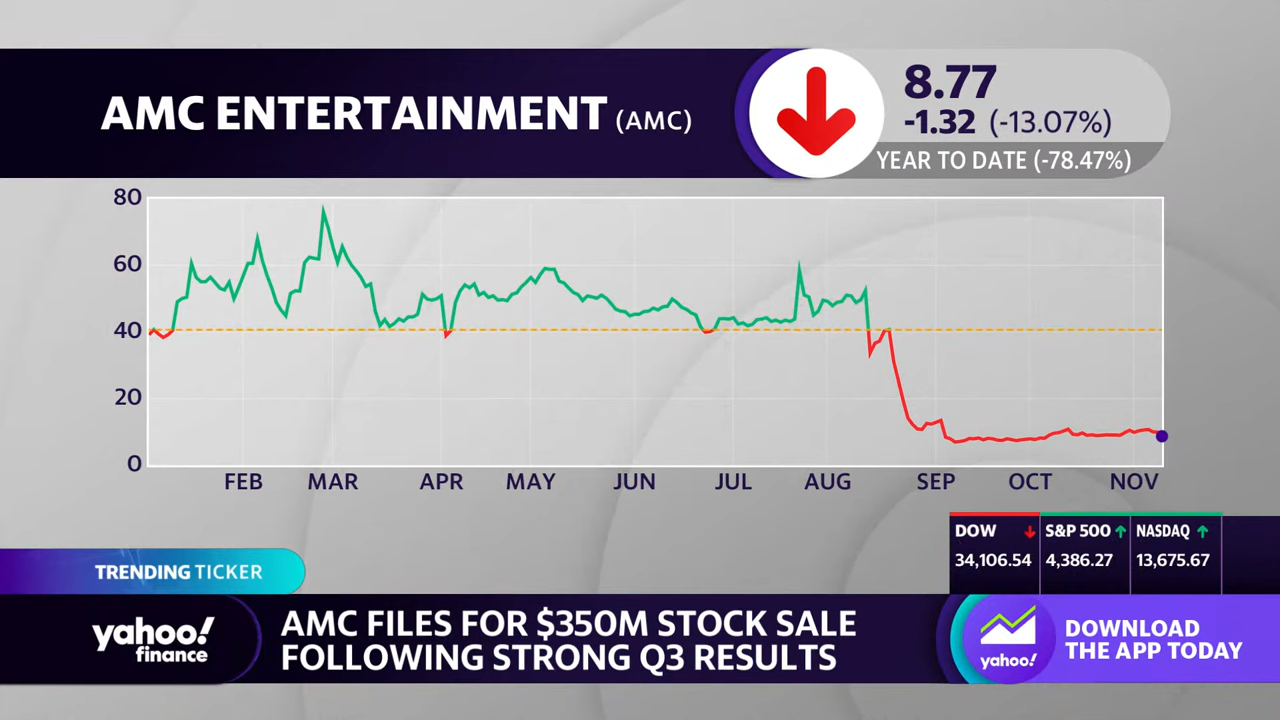 AMC ENTERTAINMENT (AMC)
8.77
-1.32 (-13.07%)
YEAR TO DATE (-78.47%)
80
60
40
20
0
FEB MAR APR MAY JUN JUL AUG SEP OCT NOV
DOW S&P 500 NASDAQ
34,106.54 4,386.27 13,675.67
TRENDING TICKER
yahoo!
finance
AMC FILES FOR $350M STOCK SALE
FOLLOWING STRONG Q3 RESULTS
yahoo!
DOWNLOAD
THE APP TODAY